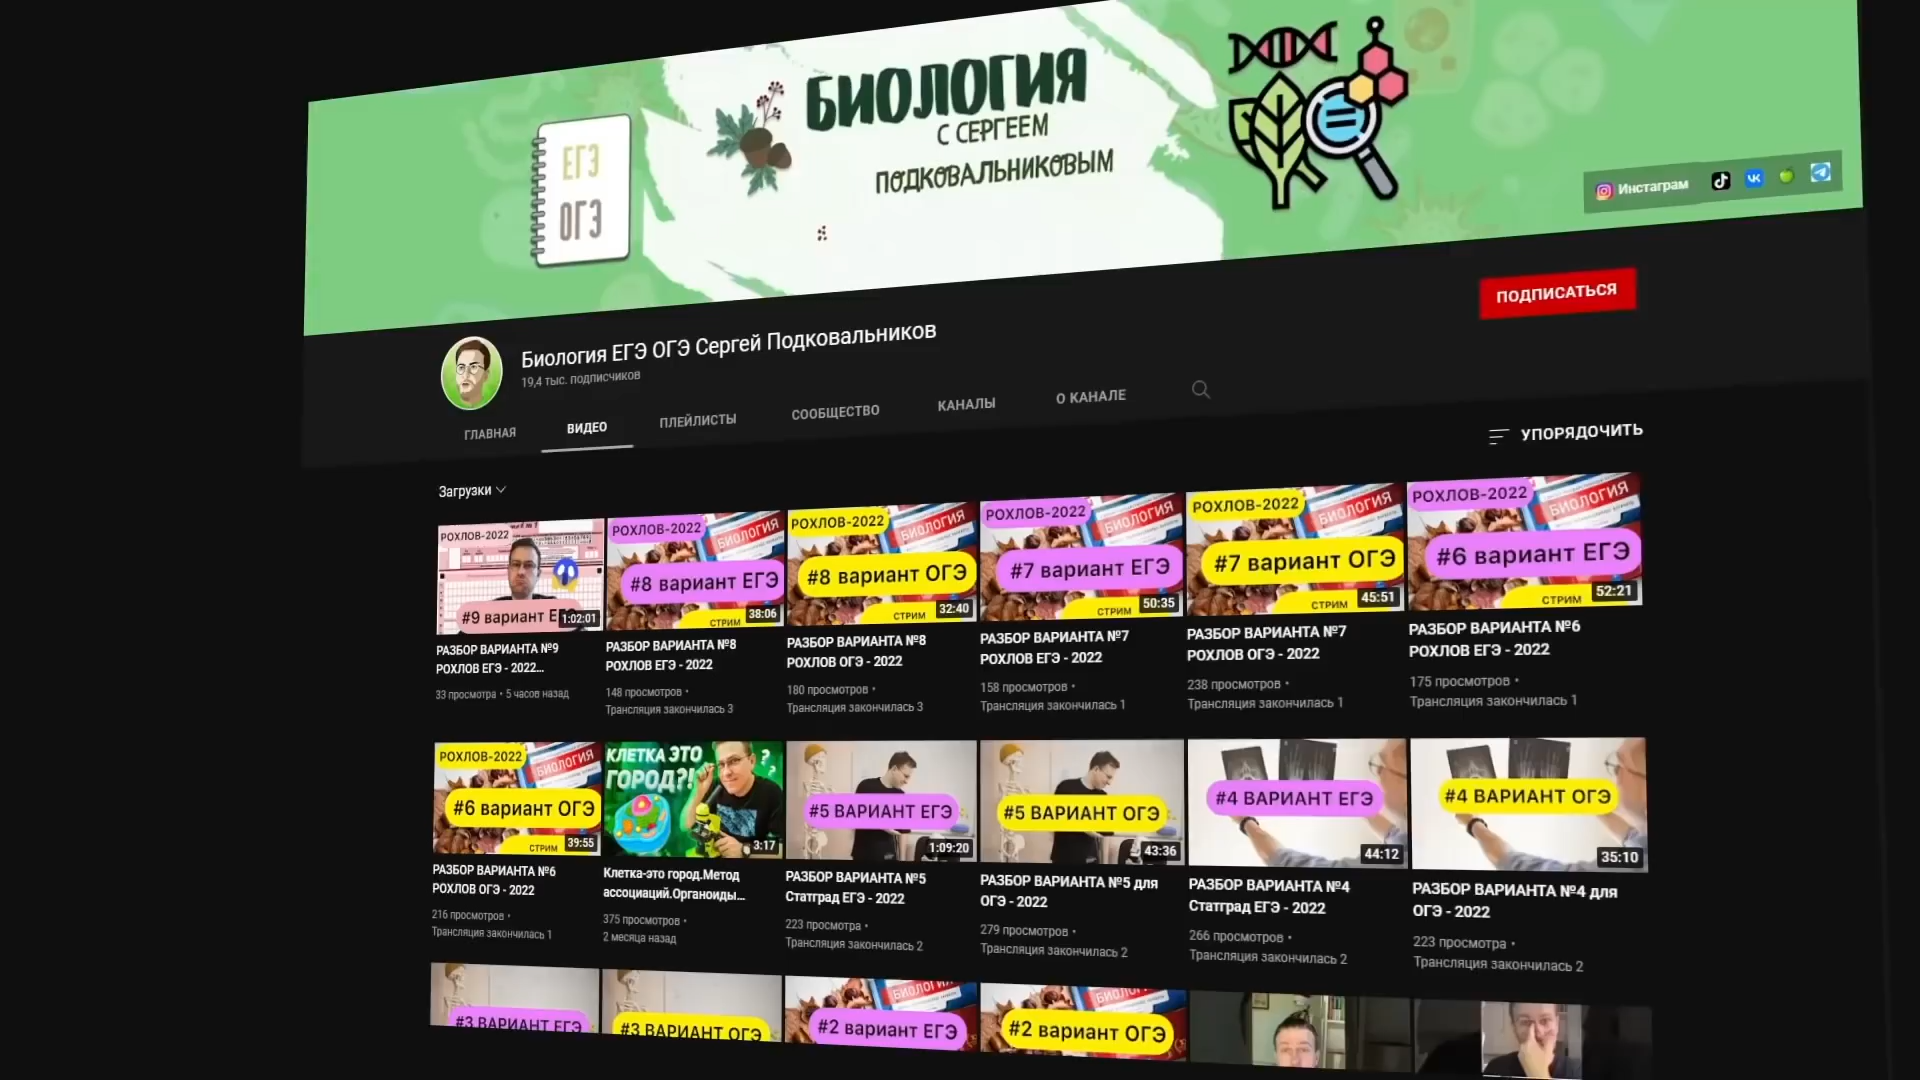 ЕГЭ
ОГЭ
БИОЛОГИЯ
С СЕРГЕЕМ
ПОДКОВАЛЬНИКОВЫМ
Инстаграм
ПОДПИСАТЬСЯ
Биология ЕГЭ ОГЭ Сергей Подковальников
19,4 тыс. подписчиков
ГЛАВНАЯ ВИДЕО ПЛЕЙЛИСТЫ СООБЩЕСТВО КАНАЛЫ О КАНАЛЕ
УПОРЯДОЧИТЬ
Загрузки
РОХЛОВ-2022
#9 вариант
1:02:01
РАЗБОР ВАРИАНТА №9
РОХЛОВ ЕГЭ - 2022...
33 просмотра • 5 часов назад
РОХЛОВ-2022
БИОЛОГИЯ
#8 вариант ЕГЭ
СТРИМ
38:06
РАЗБОР ВАРИАНТА №8
РОХЛОВ ЕГЭ - 2022
148 просмотров •
Трансляция закончилась 3
РОХЛОВ-2022
БИОЛОГИЯ
#8 вариант ОГЭ
СТРИМ
32:40
РАЗБОР ВАРИАНТА №8
РОХЛОВ ОГЭ - 2022
180 просмотров •
Трансляция закончилась 3
РОХЛОВ-2022
БИОЛОГИЯ
#7 вариант ЕГЭ
СТРИМ
50:35
РАЗБОР ВАРИАНТА №7
РОХЛОВ ЕГЭ - 2022
158 просмотров •
Трансляция закончилась 1
РОХЛОВ-2022
БИОЛОГИЯ
#7 вариант ОГЭ
СТРИМ
45:51
РАЗБОР ВАРИАНТА №7
РОХЛОВ ОГЭ - 2022
238 просмотров •
Трансляция закончилась 1
РОХЛОВ-2022
БИОЛОГИЯ
#6 вариант ЕГЭ
СТРИМ
52:21
РАЗБОР ВАРИАНТА №6
РОХЛОВ ЕГЭ - 2022
175 просмотров •
Трансляция закончилась 1
РОХЛОВ-2022
БИОЛОГИЯ
#6 вариант ОГЭ
СТРИМ
39:55
РАЗБОР ВАРИАНТА №6
РОХЛОВ ОГЭ - 2022
216 просмотров •
Трансляция закончилась 1
КЛЕТКА ЭТО
ГОРОД?!
3:17
Клетка-это город.Метод
ассоциаций.Органоиды...
375 просмотров •
2 месяца назад
#5 ВАРИАНТ ЕГЭ
1:09:20
РАЗБОР ВАРИАНТА №5
Статград ЕГЭ - 2022
223 просмотра •
Трансляция закончилась 2
#5 ВАРИАНТ ОГЭ
43:36
РАЗБОР ВАРИАНТА №5 для
ОГЭ - 2022
279 просмотров •
Трансляция закончилась 2
#4 ВАРИАНТ ЕГЭ
44:12
РАЗБОР ВАРИАНТА №4
Статград ЕГЭ - 2022
266 просмотров •
Трансляция закончилась 2
#4 ВАРИАНТ ОГЭ
35:10
РАЗБОР ВАРИАНТА №4 для
ОГЭ - 2022
223 просмотра •
Трансляция закончилась 2
#3 ВАРИАНТ ЕГЭ
#3 ВАРИАНТ ОГЭ
БИОЛОГИЯ
#2 вариант ЕГЭ
БИОЛОГИЯ
#2 вариант ОГЭ